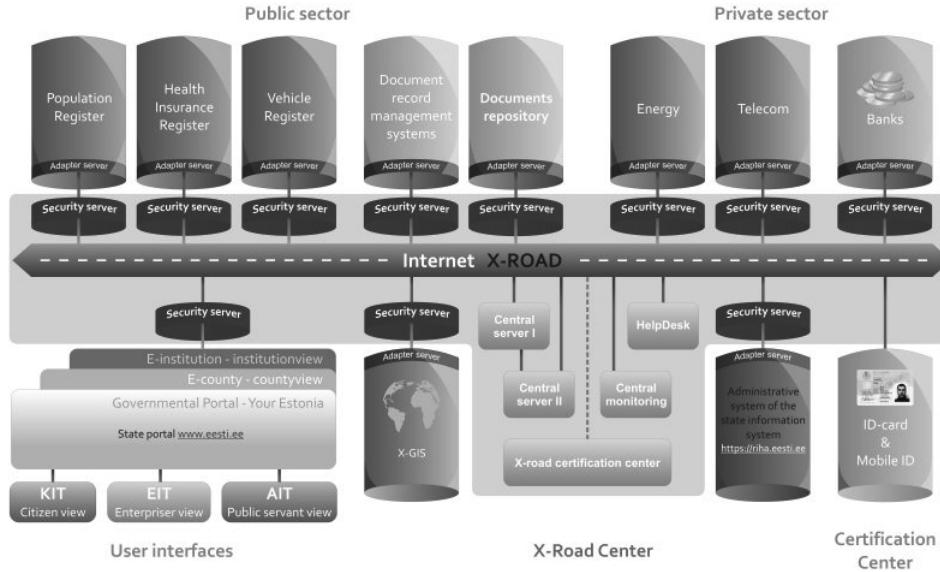 Public sector
Private sector
Population
Register
Health
Insurance
Register
Vehicle
Register
Document
record
management
systems
Documents
repository
Energy
Telecom
Banks
Adapter server
Adapter server
Adapter server
Adapter server
Adapter server
Adapter server
Adapter server
Adapter server
Security server
Security server
Security server
Security server
Security server
Security server
Security server
Security server
Internet X-ROAD
Security server
Security server
Central
server I
HelpDesk
Security server
E-institution - institutionview
E-county - countyview
Governmental Portal - Your Estonia
State portal www.eesti.ee
Adapter server
X-GIS
Central
server II
Central
monitoring
X-road certification center
Adapter server
Administrative
system of the
state information
system
https://riha.eesti.ee
ID-card
&
Mobile ID
KIT
Citizen view
EIT
Enterpriser view
AIT
Public servant view
User interfaces
X-Road Center
Certification
Center